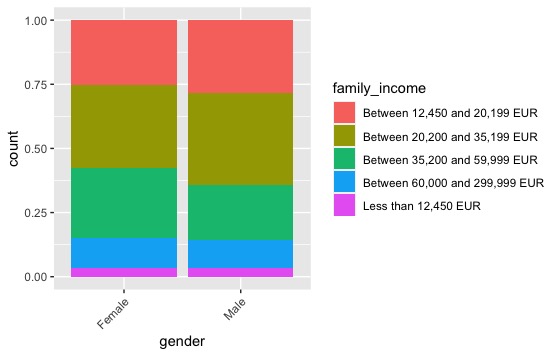 1.00
0.75
0.50
0.25
0.00
count
Female
Male
gender
family_income
Between 12,450 and 20,199 EUR
Between 20,200 and 35,199 EUR
Between 35,200 and 59,999 EUR
Between 60,000 and 299,999 EUR
Less than 12,450 EUR